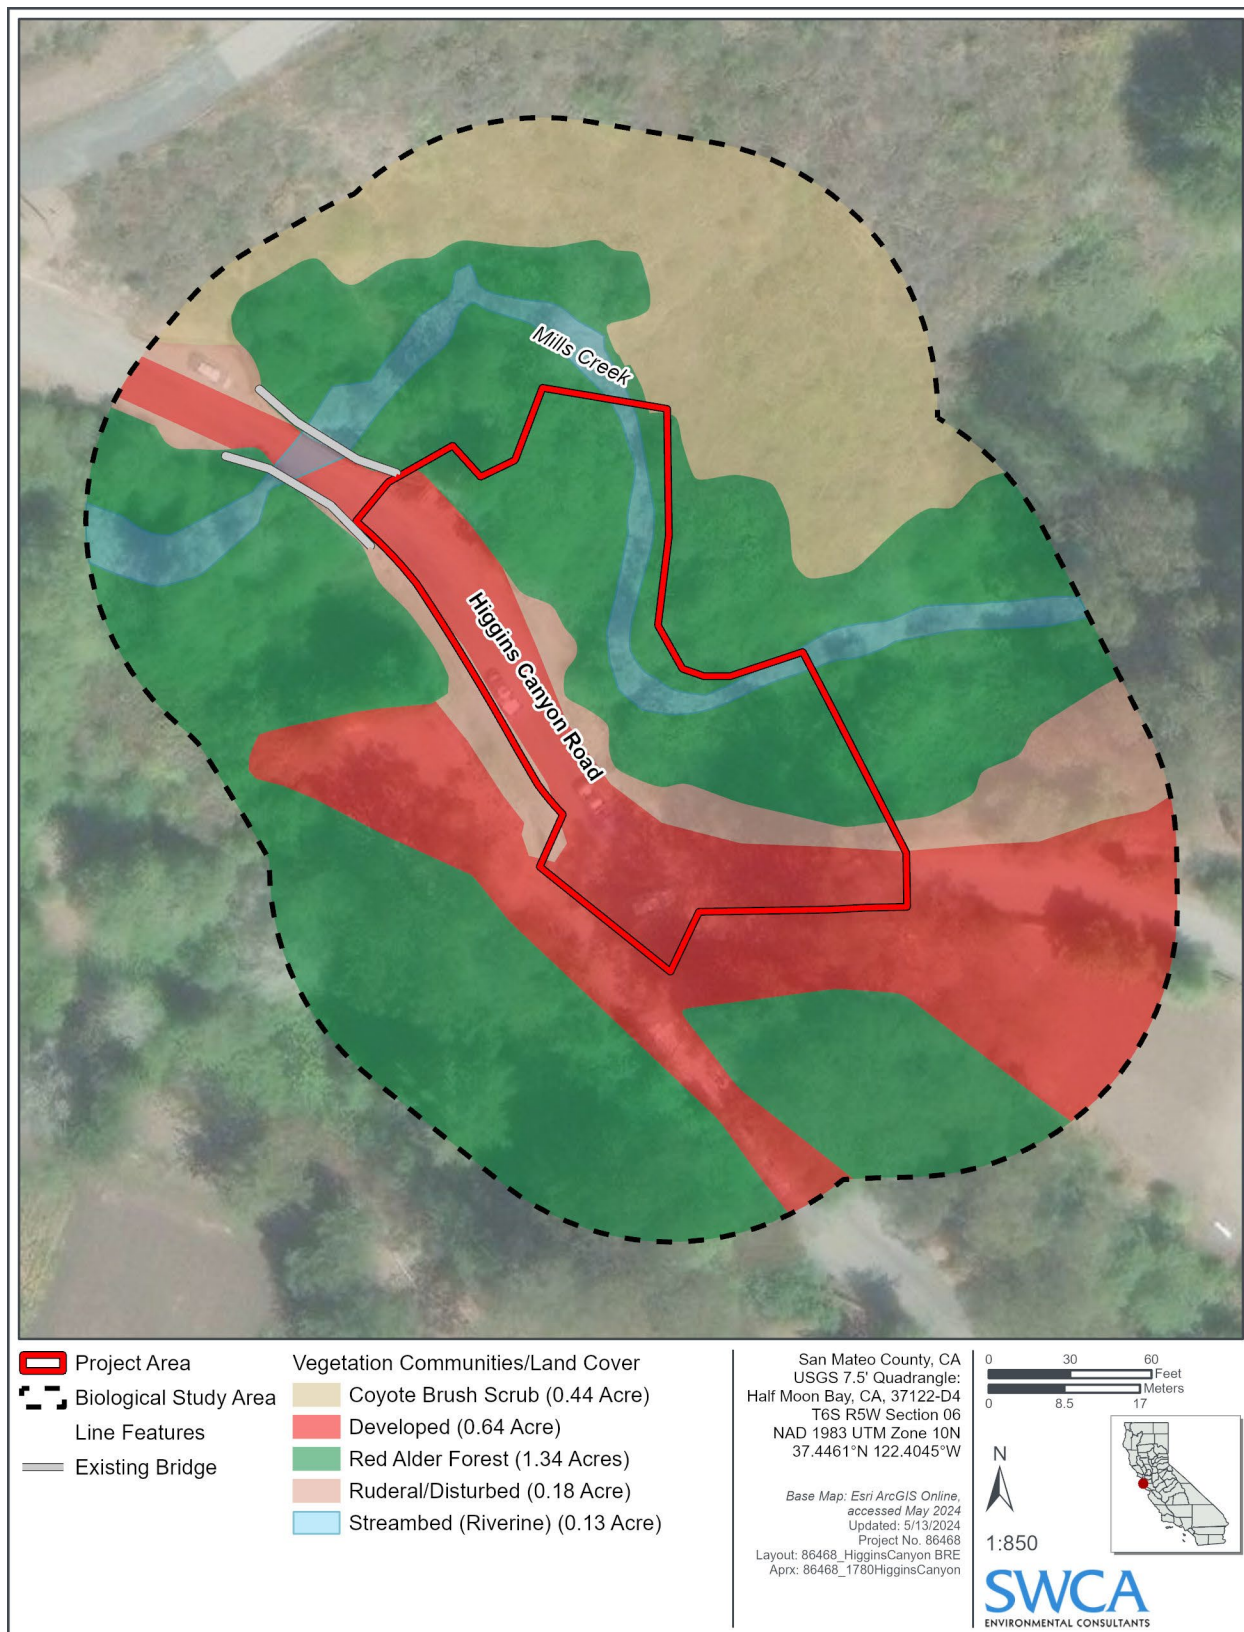 Mills Creek
Higgins Canyon Road
Project Area
Biological Study Area
Line Features
Existing Bridge
Vegetation Communities/Land Cover
Coyote Brush Scrub (0.44 Acre)
Developed (0.64 Acre)
Red Alder Forest (1.34 Acres)
Ruderal/Disturbed (0.18 Acre)
Streambed (Riverine) (0.13 Acre)
San Mateo County, CA
USGS 7.5' Quadrangle:
Half Moon Bay, CA, 37122-D4
T6S R5W Section 06
NAD 1983 UTM Zone 10N
37.4461°N 122.4045°W
Base Map: Esri ArcGIS Online,
accessed May 2024
Updated: 5/13/2024
Project No. 86468
Layout: 86468_HigginsCanyon BRE
Aprx: 86468_1780HigginsCanyon
0 30 60
Feet
Meters
0 8.5 17
N
1:850
SWCA
ENVIRONMENTAL CONSULTANTS